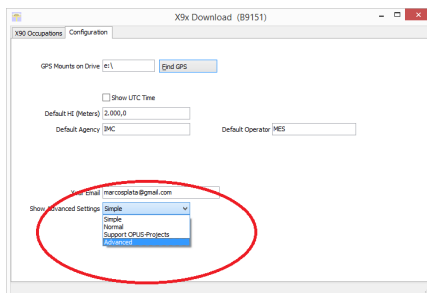 X9x Download (B9151)
X90 Occupations Configuration
GPS Mounts on Drive e:\ Find GPS
Show UTC Time
Default HI (Meters) 2.000,0
Default Agency IMC Default Operator MES
Your Email marcosplata@gmail.com
Show Advanced Settings Simple
Simple
Normal
Support OPUS-Projects
Advanced